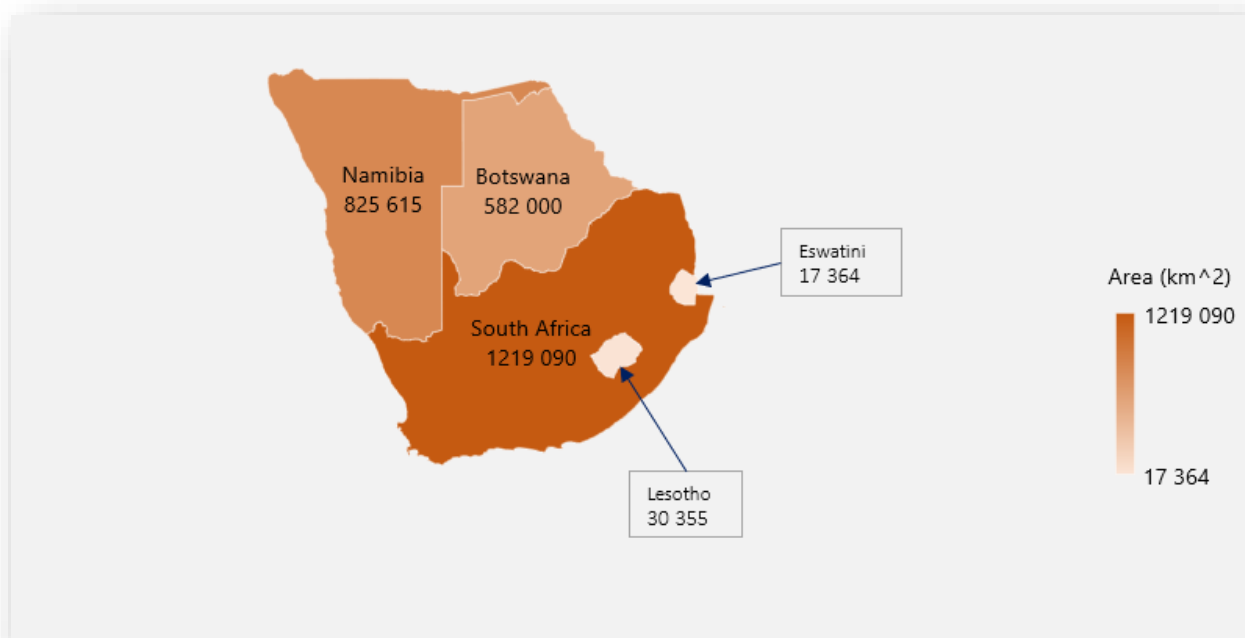 Namibia
825 615
Botswana
582 000
Eswatini
17 364
South Africa
1219 090
Lesotho
30 355
Area (km^2)
1219 090
17 364